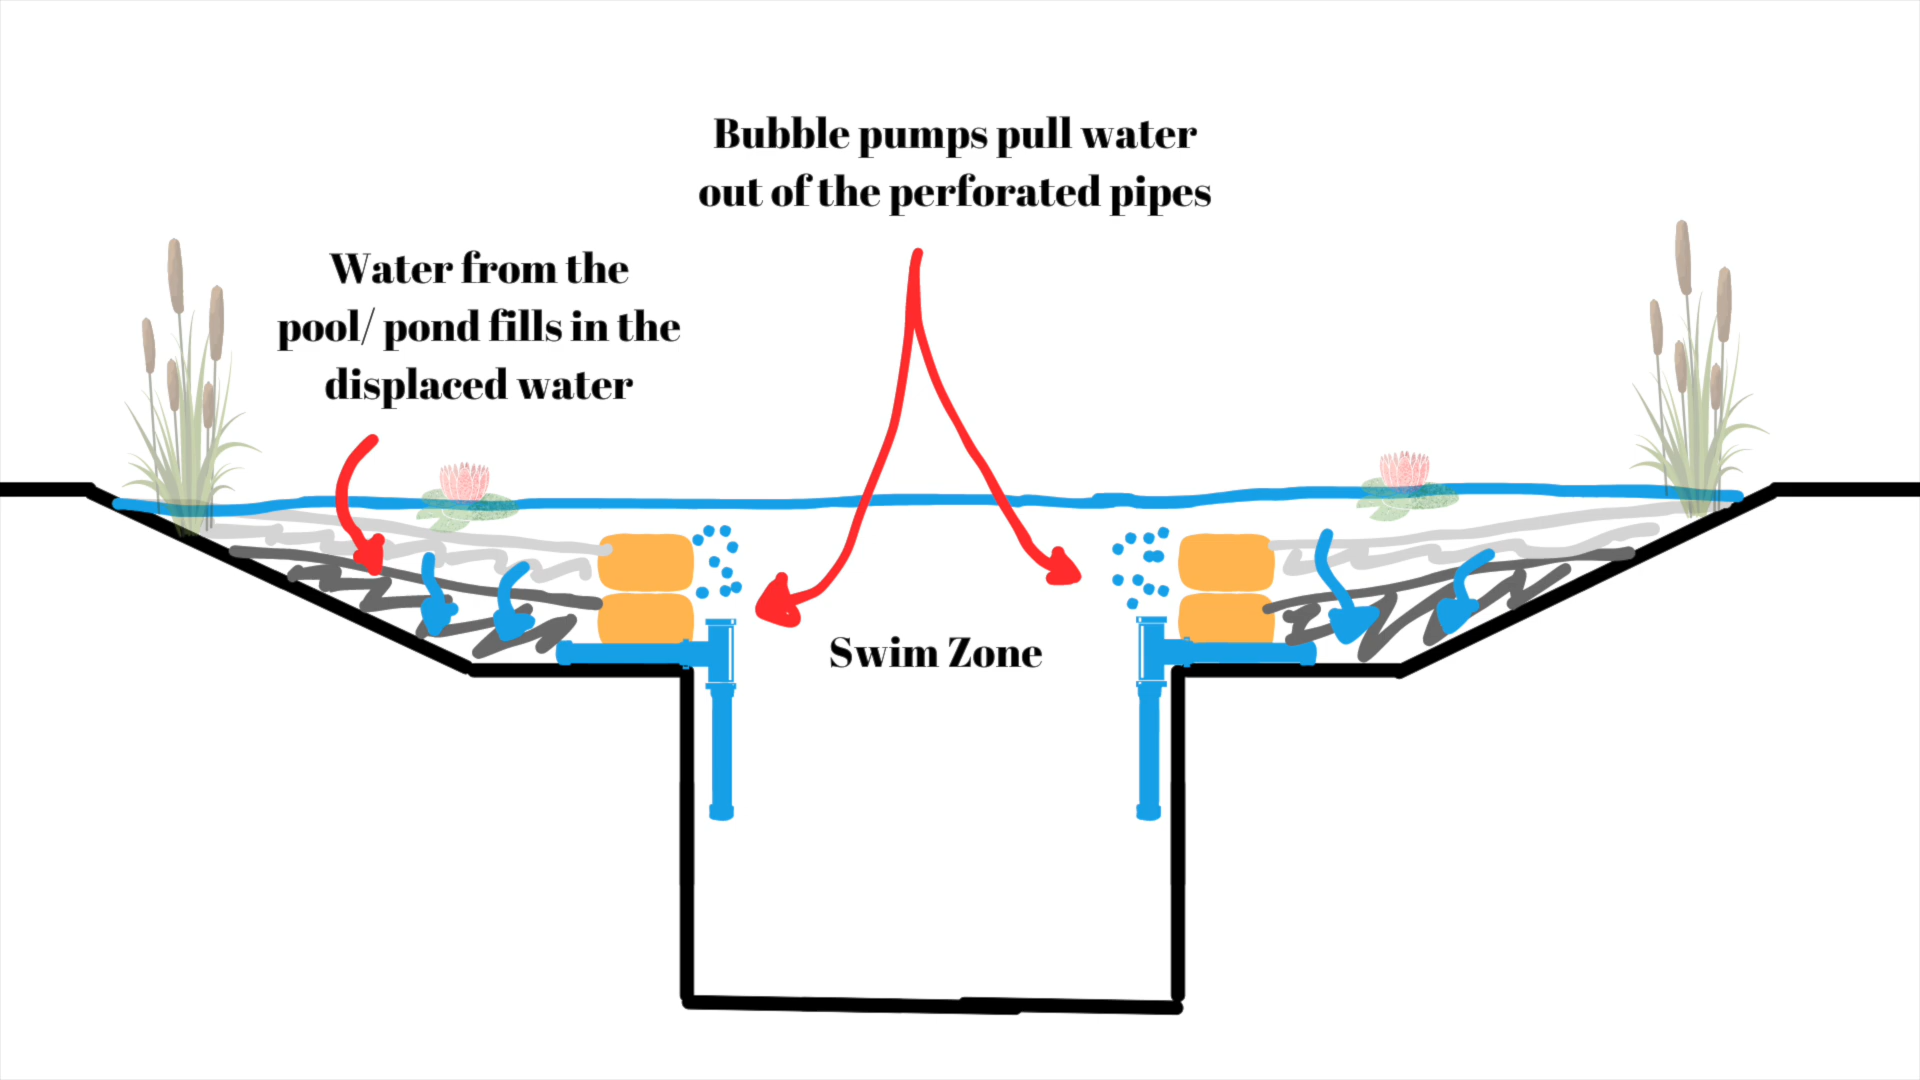 Bubble pumps pull water
out of the perforated pipes
Water from the
pool/ pond fills in the
displaced water
Swim Zone